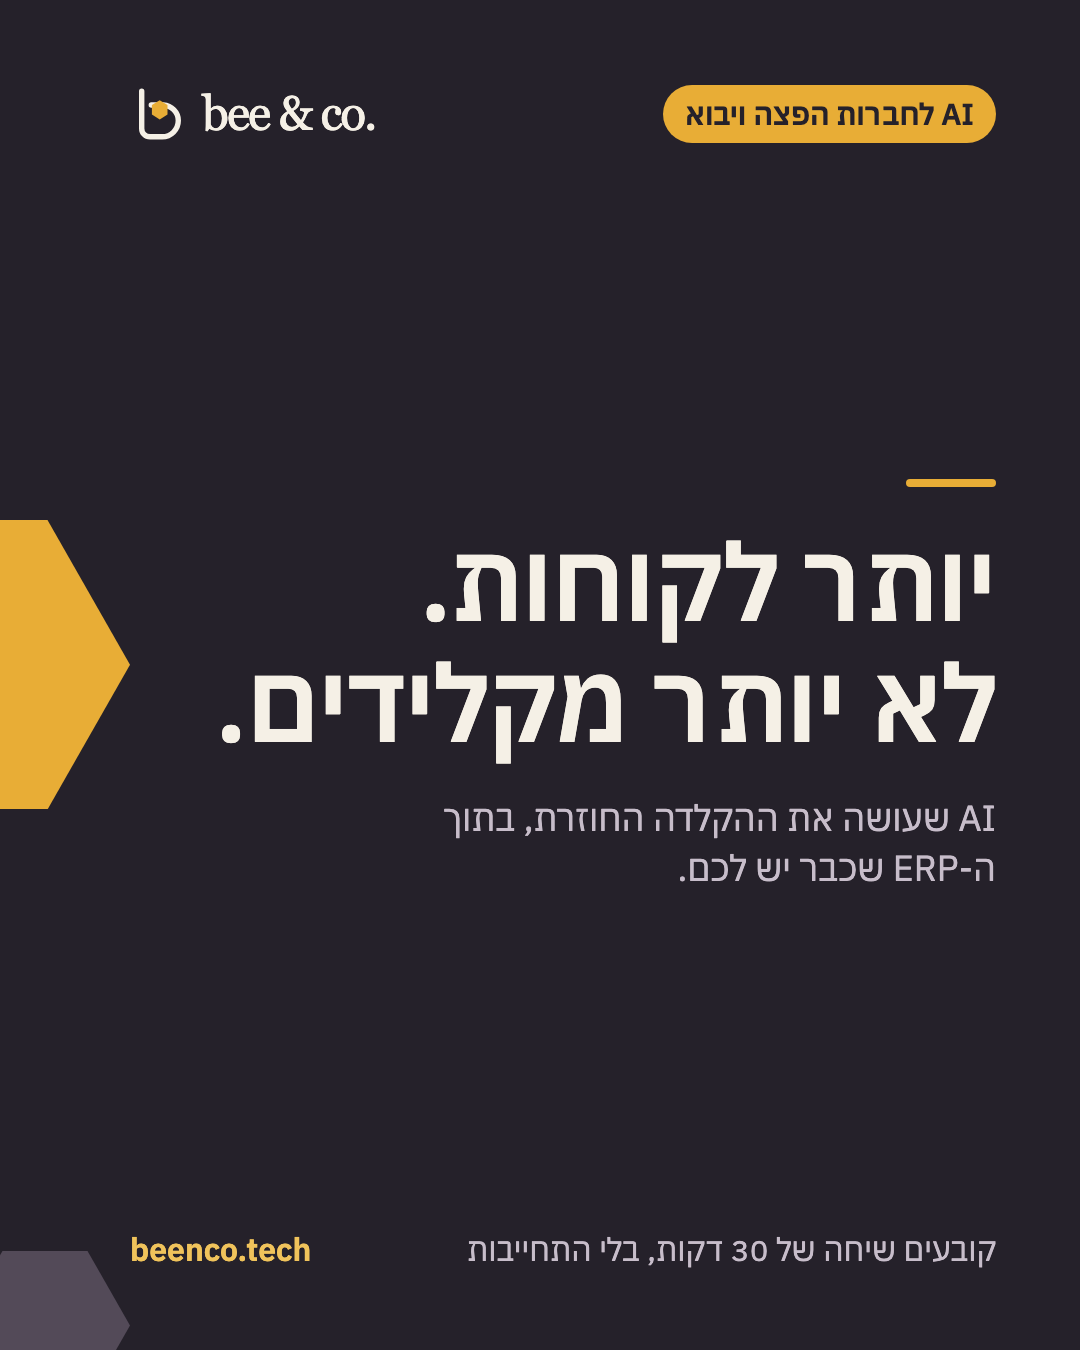 AI לחברות הפצה ויבוא
bee & co.
יותר לקוחות.
לא יותר מקלידים.
AI שעושה את ההקלדה החוזרת, בתוך
ה-ERP שכבר יש לכם.
קובעים שיחה של 30 דקות, בלי התחייבות
beenco.tech